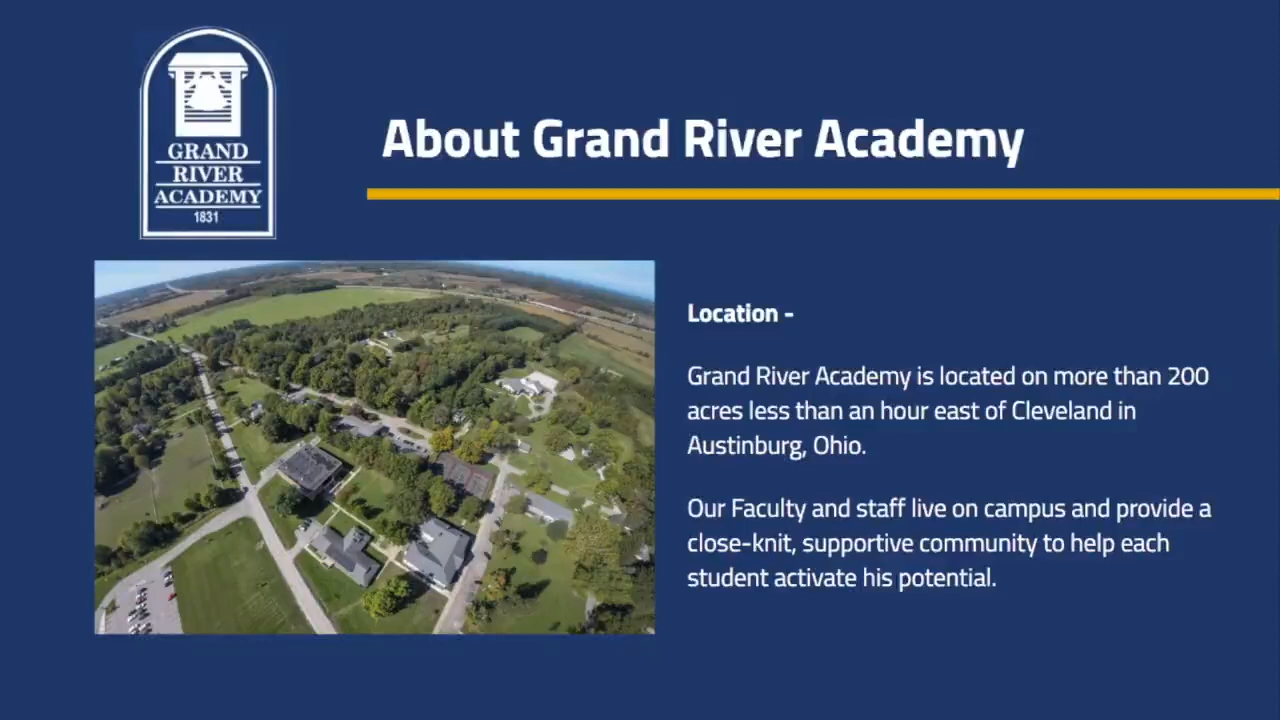 GRAND
RIVER
ACADEMY
1831
About Grand River Academy
Location -
Grand River Academy is located on more than 200
acres less than an hour east of Cleveland in
Austinburg, Ohio.
Our Faculty and staff live on campus and provide a
close-knit, supportive community to help each
student activate his potential.